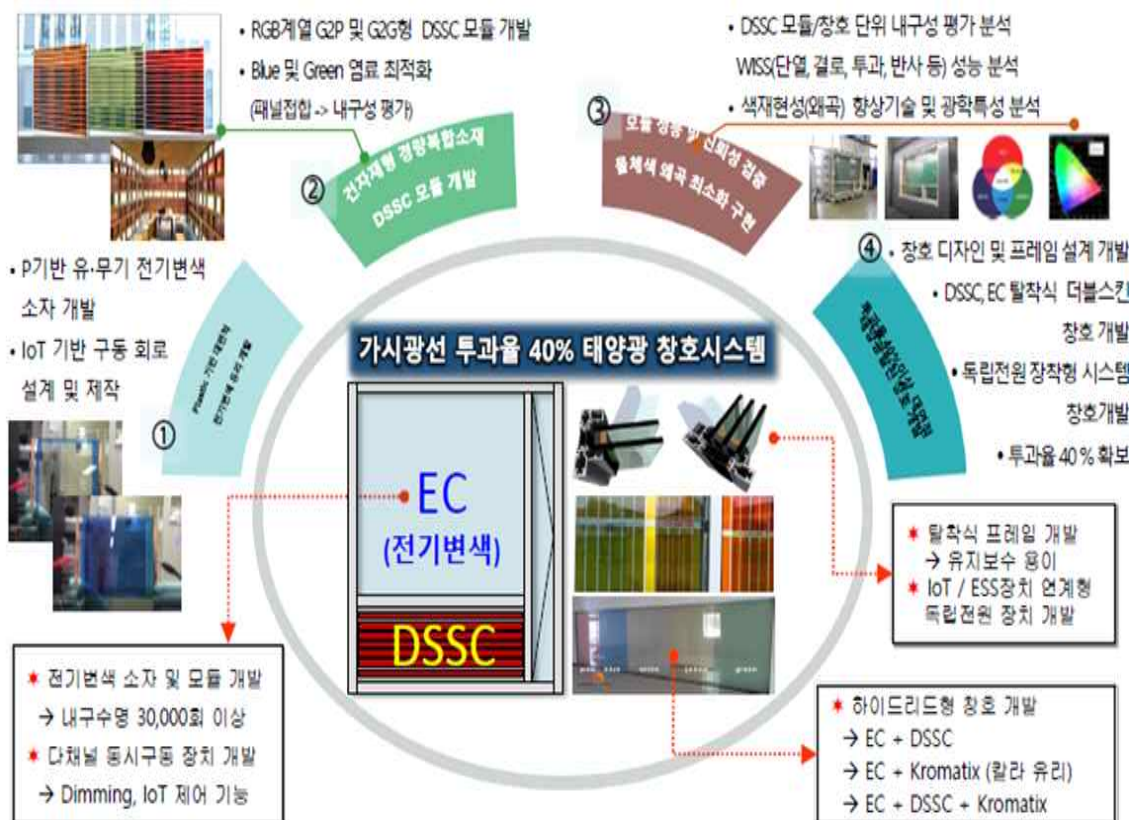 • RGB계열 G2P 및 G2G형 DSSC 모듈 개발
• Blue 및 Green 염료 최적화
(패널접합 -> 내구성 평가)
• DSSC 모듈/창호 단위 내구성 평가 분석
WISS(단열, 결로, 투과, 반사 등) 성능 분석
• 색재현성(왜곡) 향상기술 및 광학특성 분석
②
건자재형 경량복합소재
DSSC 모듈 개발
③
모듈 성능 및 신뢰성 검증
물체색 왜곡 최소화 구현
④
• 창호 디자인 및 프레임 설계 개발
• DSSC, EC 탈착식 더블스킨
창호 개발
• 독립전원 장착형 시스템
창호개발
• 투과율 40% 확보
• P기반 유·무기 전기변색
소자 개발
• IoT 기반 구동 회로
설계 및 제작
①
Plastic 기반 대면적
전기변색 유리 개발
가시광선 투과율 40% 태양광 창호시스템
EC
(전기변색)
DSSC
* 탈착식 프레임 개발
→ 유지보수 용이
* IoT / ESS장치 연계형
독립전원 장치 개발
* 전기변색 소자 및 모듈 개발
→ 내구수명 30,000회 이상
* 다채널 동시구동 장치 개발
→ Dimming, IoT 제어 기능
* 하이드리드형 창호 개발
→ EC + DSSC
→ EC + Kromatix (칼라 유리)
→ EC + DSSC + Kromatix